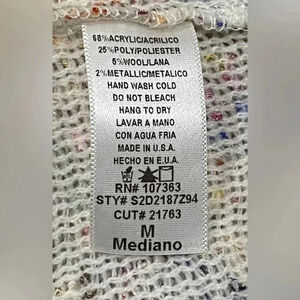 68%ACRYLIC/ACRILICO
25%POLY/POLIESTER
5%WOOL/LANA
2%METALLIC/METALICO
HAND WASH COLD
DO NOT BLEACH
HANG TO DRY
LAVAR A MANO
CON AGUA FRIA
MADE IN U.S.A.
HECHO EN E.U.A.
RN# 107363
STY# S2D2187Z94
CUT# 21763
M
Mediano